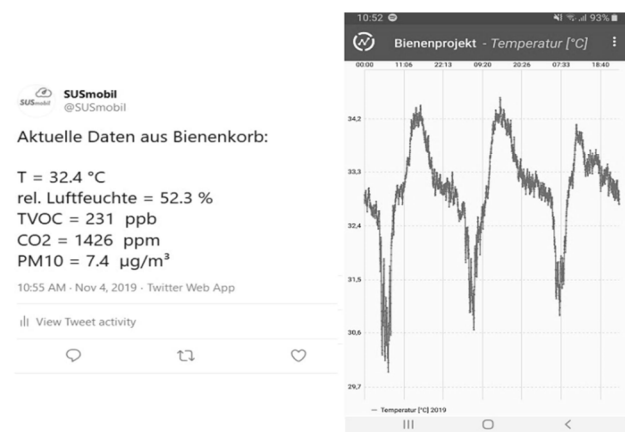 SUSmobil
SUSmobil
@SUSmobil
Aktuelle Daten aus Bienenkorb:
T = 32.4 °C
rel. Luftfeuchte = 52.3 %
TVOC = 231 ppb
CO2 = 1426 ppm
PM10 = 7.4 µg/m³
10:55 AM · Nov 4, 2019 · Twitter Web App
View Tweet activity
10:52
93%
Bienenprojekt - Temperatur [°C]
00:00 11:06 22:13 09:20 20:26 07:33 18:40
34,2
33,3
32,4
31,5
30,6
29,7
Temperatur [°C] 2019